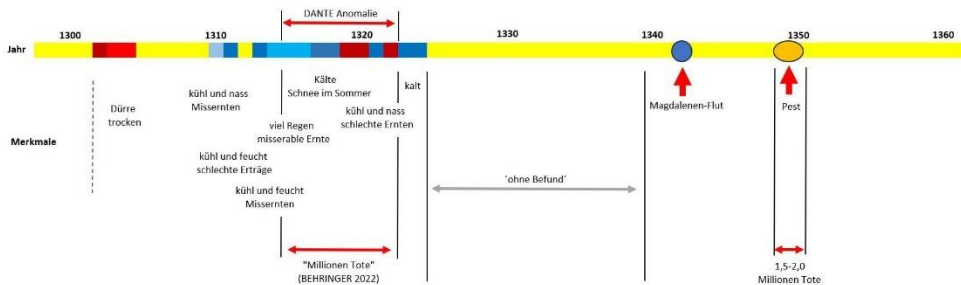 DANTE Anomalie
1300
1310
1320
1330
1340
1350
1360
Jahr
Merkmale
Dürre
trocken
kühl und nass
Missernten
kühl und feucht
schlechte Erträge
kühl und feucht
Missernten
viel Regen
miserable Ernte
Kälte
Schnee im Sommer
kühl und nass
schlechte Ernten
kalt
´ohne Befund´
Magdalenen-Flut
Pest
"Millionen Tote"
(BEHRINGER 2022)
1,5-2,0
Millionen Tote